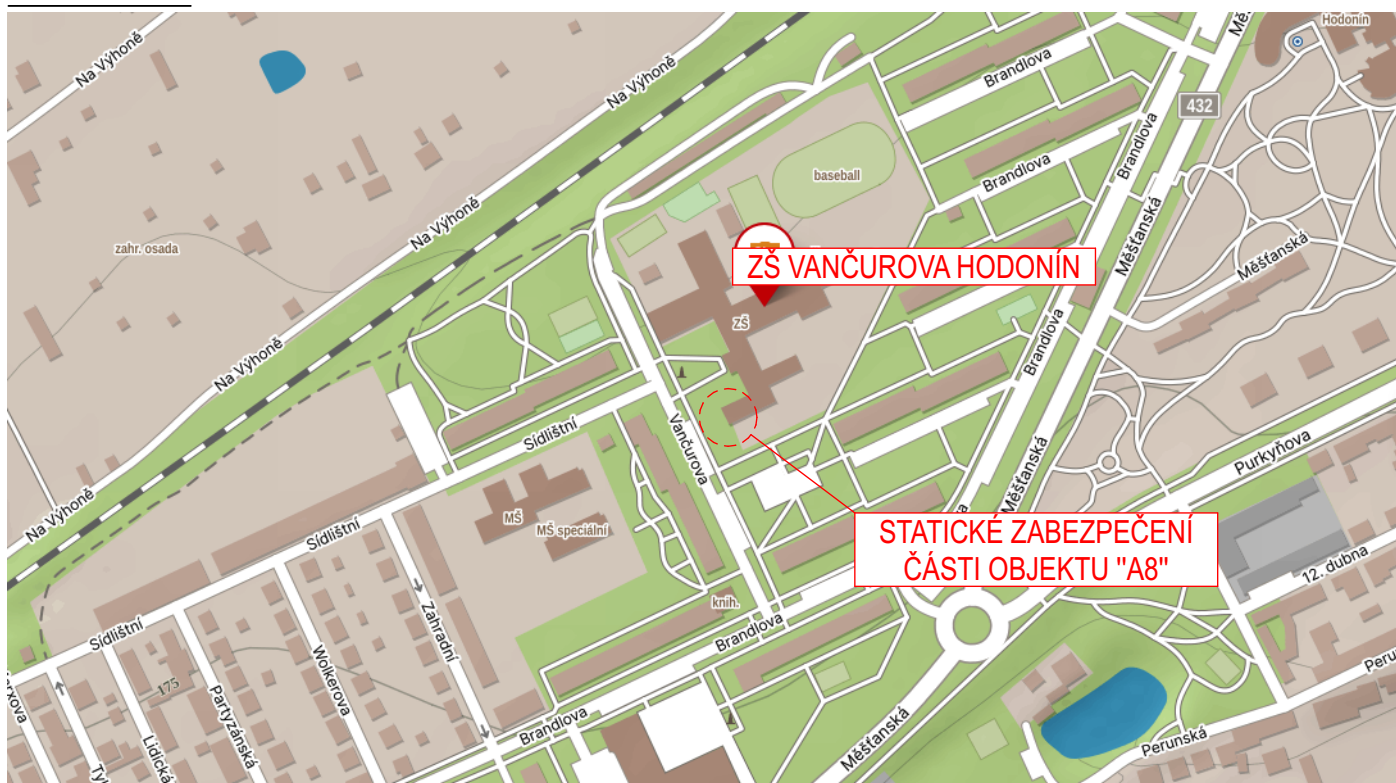 Na Výhoně
Na Výhoně
Na Výhoně
Na Výhoně
Na Výhoně
zahr. osada
baseball
Hodonín
432
Brandlova
Brandlova
Brandlova
Měšťanská
Měšťanská
Brandlova
Měšťanská
ZŠ VANČUROVA HODONÍN
ZŠ
Vančurova
Sídlištní
Sídlištní
Sídlištní
MŠ
MŠ speciální
STATICKÉ ZABEZPEČENÍ
ČÁSTI OBJEKTU "A8"
Purkyňova
12. dubna
knih.
Brandlova
Brandlova
Zahradní
Wolkerova
Partyzánská
Lidická
175
Měšťanská
Perunská